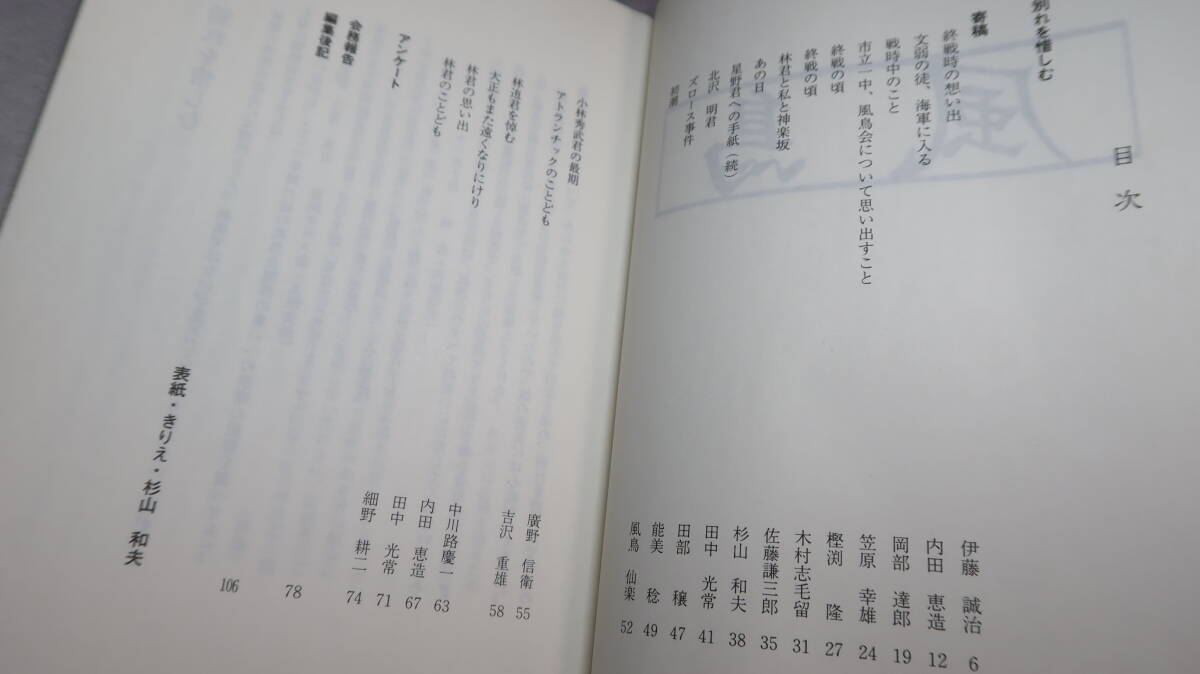 目次
別れを惜しむ
寄稿
終戦時の想い出 伊藤 誠治 6
文弱の徒、海軍に入る 内田 恵造 12
戦時中のこと 岡部 達郎 19
市立一中、風鳥会について思い出すこと 笠原 幸雄 24
終戦の頃 樫渕 隆 27
終戦の頃 木村志毛留 31
林君と私と神楽坂 佐藤謙三郎 35
あの日 杉山 和夫 38
星野君への手紙(続) 田中 光常 41
北沢 明君 田部 穣 47
ズロース事件 能美 稔 49
風鳥 仙楽 52
小林秀武君の最期 廣野 信衛 55
アトランチックのことども 吉沢 重雄 58
君を悼む 中川路慶一 63
大正もまた遠くなりにけり 内田 恵造 67
林君の思い出 田中 光常 71
林君のことども 細野 耕二 74
アンケート 78
会務報告 106
編集後記
表紙・きりえ・杉山 和夫